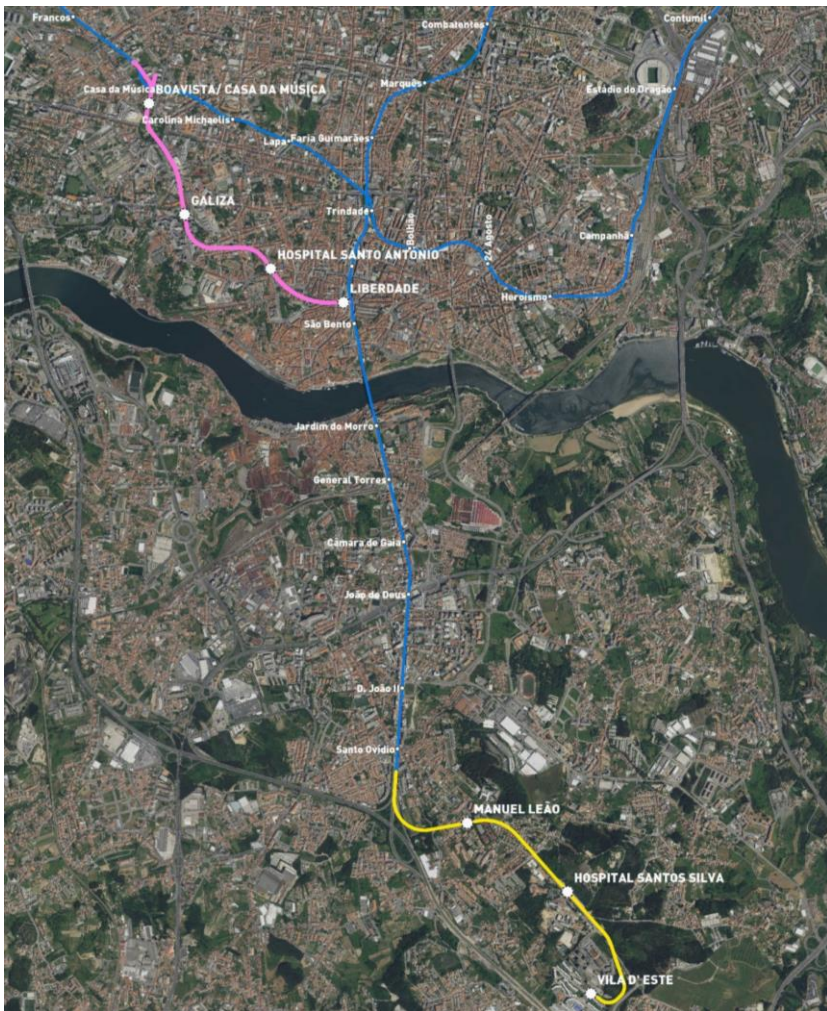 Francos
Combatentes
Contumil
Casa da Música
BOAVISTA/ CASA DA MÚSICA
Marquês
Estádio do Dragão
Carolina Michaelis
Lapa
Faria Guimarães
GALIZA
Trindade
Bolhão
24 Agosto
Campanhã
HOSPITAL SANTO ANTÓNIO
LIBERDADE
Heroísmo
São Bento
Jardim do Morro
General Torres
Câmara de Gaia
João de Deus
D. João II
Santo Ovídio
MANUEL LEÃO
HOSPITAL SANTOS SILVA
VILA D' ESTE